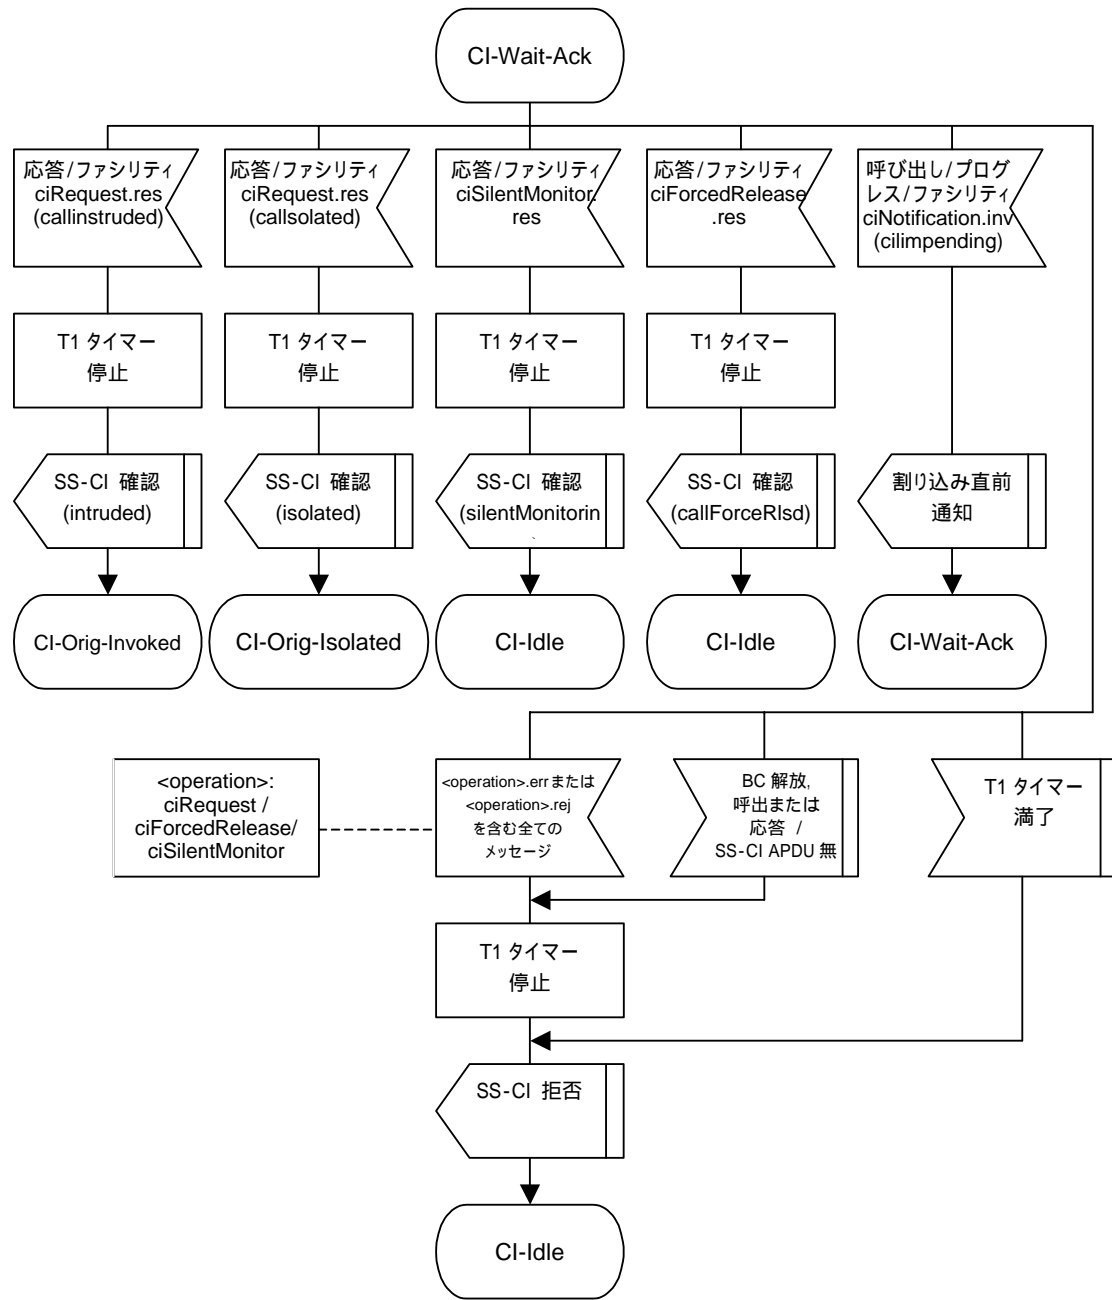 CI-Wait-Ack
応答/ファシリティ
ciRequest.res
(callinstruded)
応答/ファシリティ
ciRequest.res
(callsolated)
応答/ファシリティ
ciSilentMonitor.
res
応答/ファシリティ
ciForcedRelease
.res
呼び出し/プログ
レス/ファシリティ
ciNotification.inv
(cilimpending)
T1 タイマー
停止
T1 タイマー
停止
T1 タイマー
停止
T1 タイマー
停止
SS-CI 確認
(intruded)
SS-CI 確認
(isolated)
SS-CI 確認
(silentMonitorin
SS-CI 確認
(callForceRlsd)
割り込み直前
通知
CI-Orig-Invoked
CI-Orig-Isolated
CI-Idle
CI-Idle
CI-Wait-Ack
<operation>:
ciRequest /
ciForcedRelease/
ciSilentMonitor
<operation>.err または
<operation>.rej
を含む全ての
メッセージ
BC 解放,
呼出または
応答 /
SS-CI APDU 無
T1 タイマー
満了
T1 タイマー
停止
SS-CI 拒否
CI-Idle